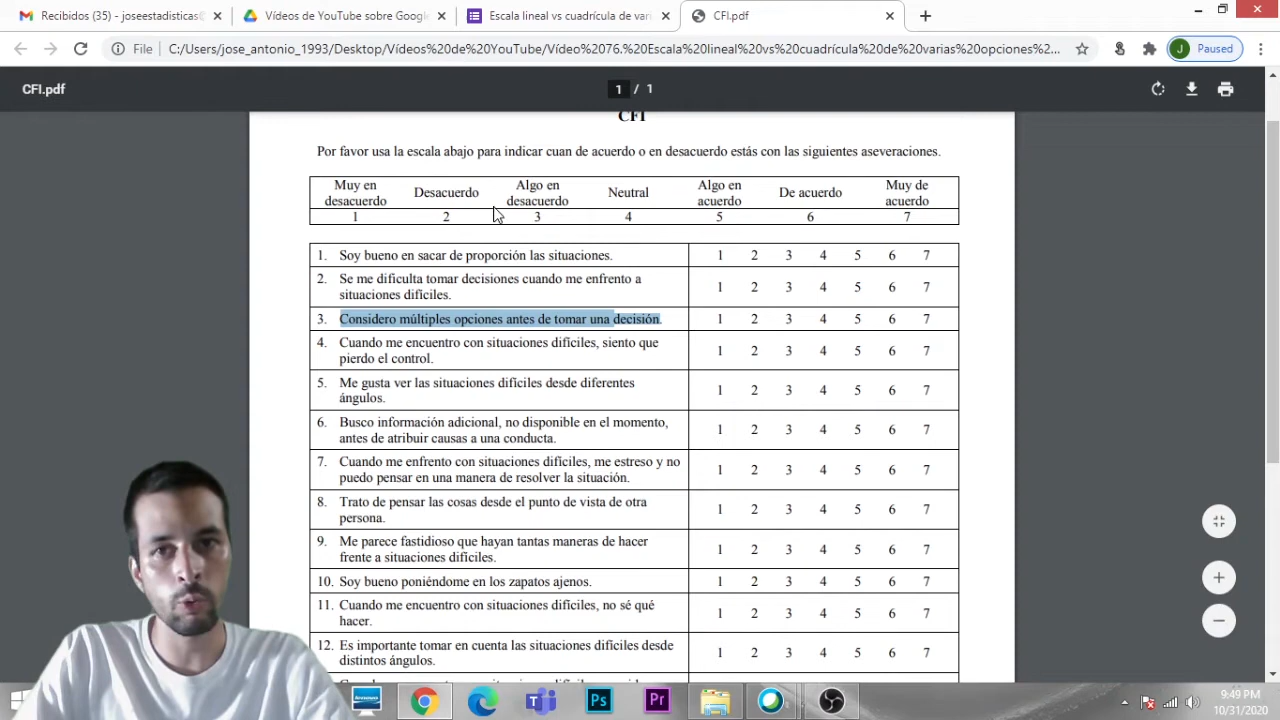 Recibidos (35) - joseestadisticas@
Vídeos de YouTube sobre Google
Escala lineal vs cuadrícula de var
CFI.pdf
File
C:/Users/jose_antonio_1993/Desktop/Vídeos%20de%20YouTube/Vídeo%2076.%20Escala%20lineal%20vs%20cuadrícula%20de%20varias%20opciones%2...
J Paused
CFI.pdf
1 / 1
CFI
Por favor usa la escala abajo para indicar cuan de acuerdo o en desacuerdo estás con las siguientes aseveraciones.
Muy en desacuerdo Desacuerdo Algo en desacuerdo Neutral Algo en acuerdo De acuerdo Muy de acuerdo
1 2 3 4 5 6 7
1. Soy bueno en sacar de proporción las situaciones. 1 2 3 4 5 6 7
2. Se me dificulta tomar decisiones cuando me enfrento a
situaciones difíciles. 1 2 3 4 5 6 7
3. Considero múltiples opciones antes de tomar una decisión. 1 2 3 4 5 6 7
4. Cuando me encuentro con situaciones difíciles, siento que
pierdo el control. 1 2 3 4 5 6 7
5. Me gusta ver las situaciones difíciles desde diferentes
ángulos. 1 2 3 4 5 6 7
6. Busco información adicional, no disponible en el momento,
antes de atribuir causas a una conducta. 1 2 3 4 5 6 7
7. Cuando me enfrento con situaciones difíciles, me estreso y no
puedo pensar en una manera de resolver la situación. 1 2 3 4 5 6 7
8. Trato de pensar las cosas desde el punto de vista de otra
persona. 1 2 3 4 5 6 7
9. Me parece fastidioso que hayan tantas maneras de hacer
frente a situaciones difíciles. 1 2 3 4 5 6 7
10. Soy bueno poniéndome en los zapatos ajenos. 1 2 3 4 5 6 7
11. Cuando me encuentro con situaciones difíciles, no sé qué
hacer. 1 2 3 4 5 6 7
12. Es importante tomar en cuenta las situaciones difíciles desde
distintos ángulos. 1 2 3 4 5 6 7
Lenovo
Ps
Pr
9:49 PM
10/31/2020